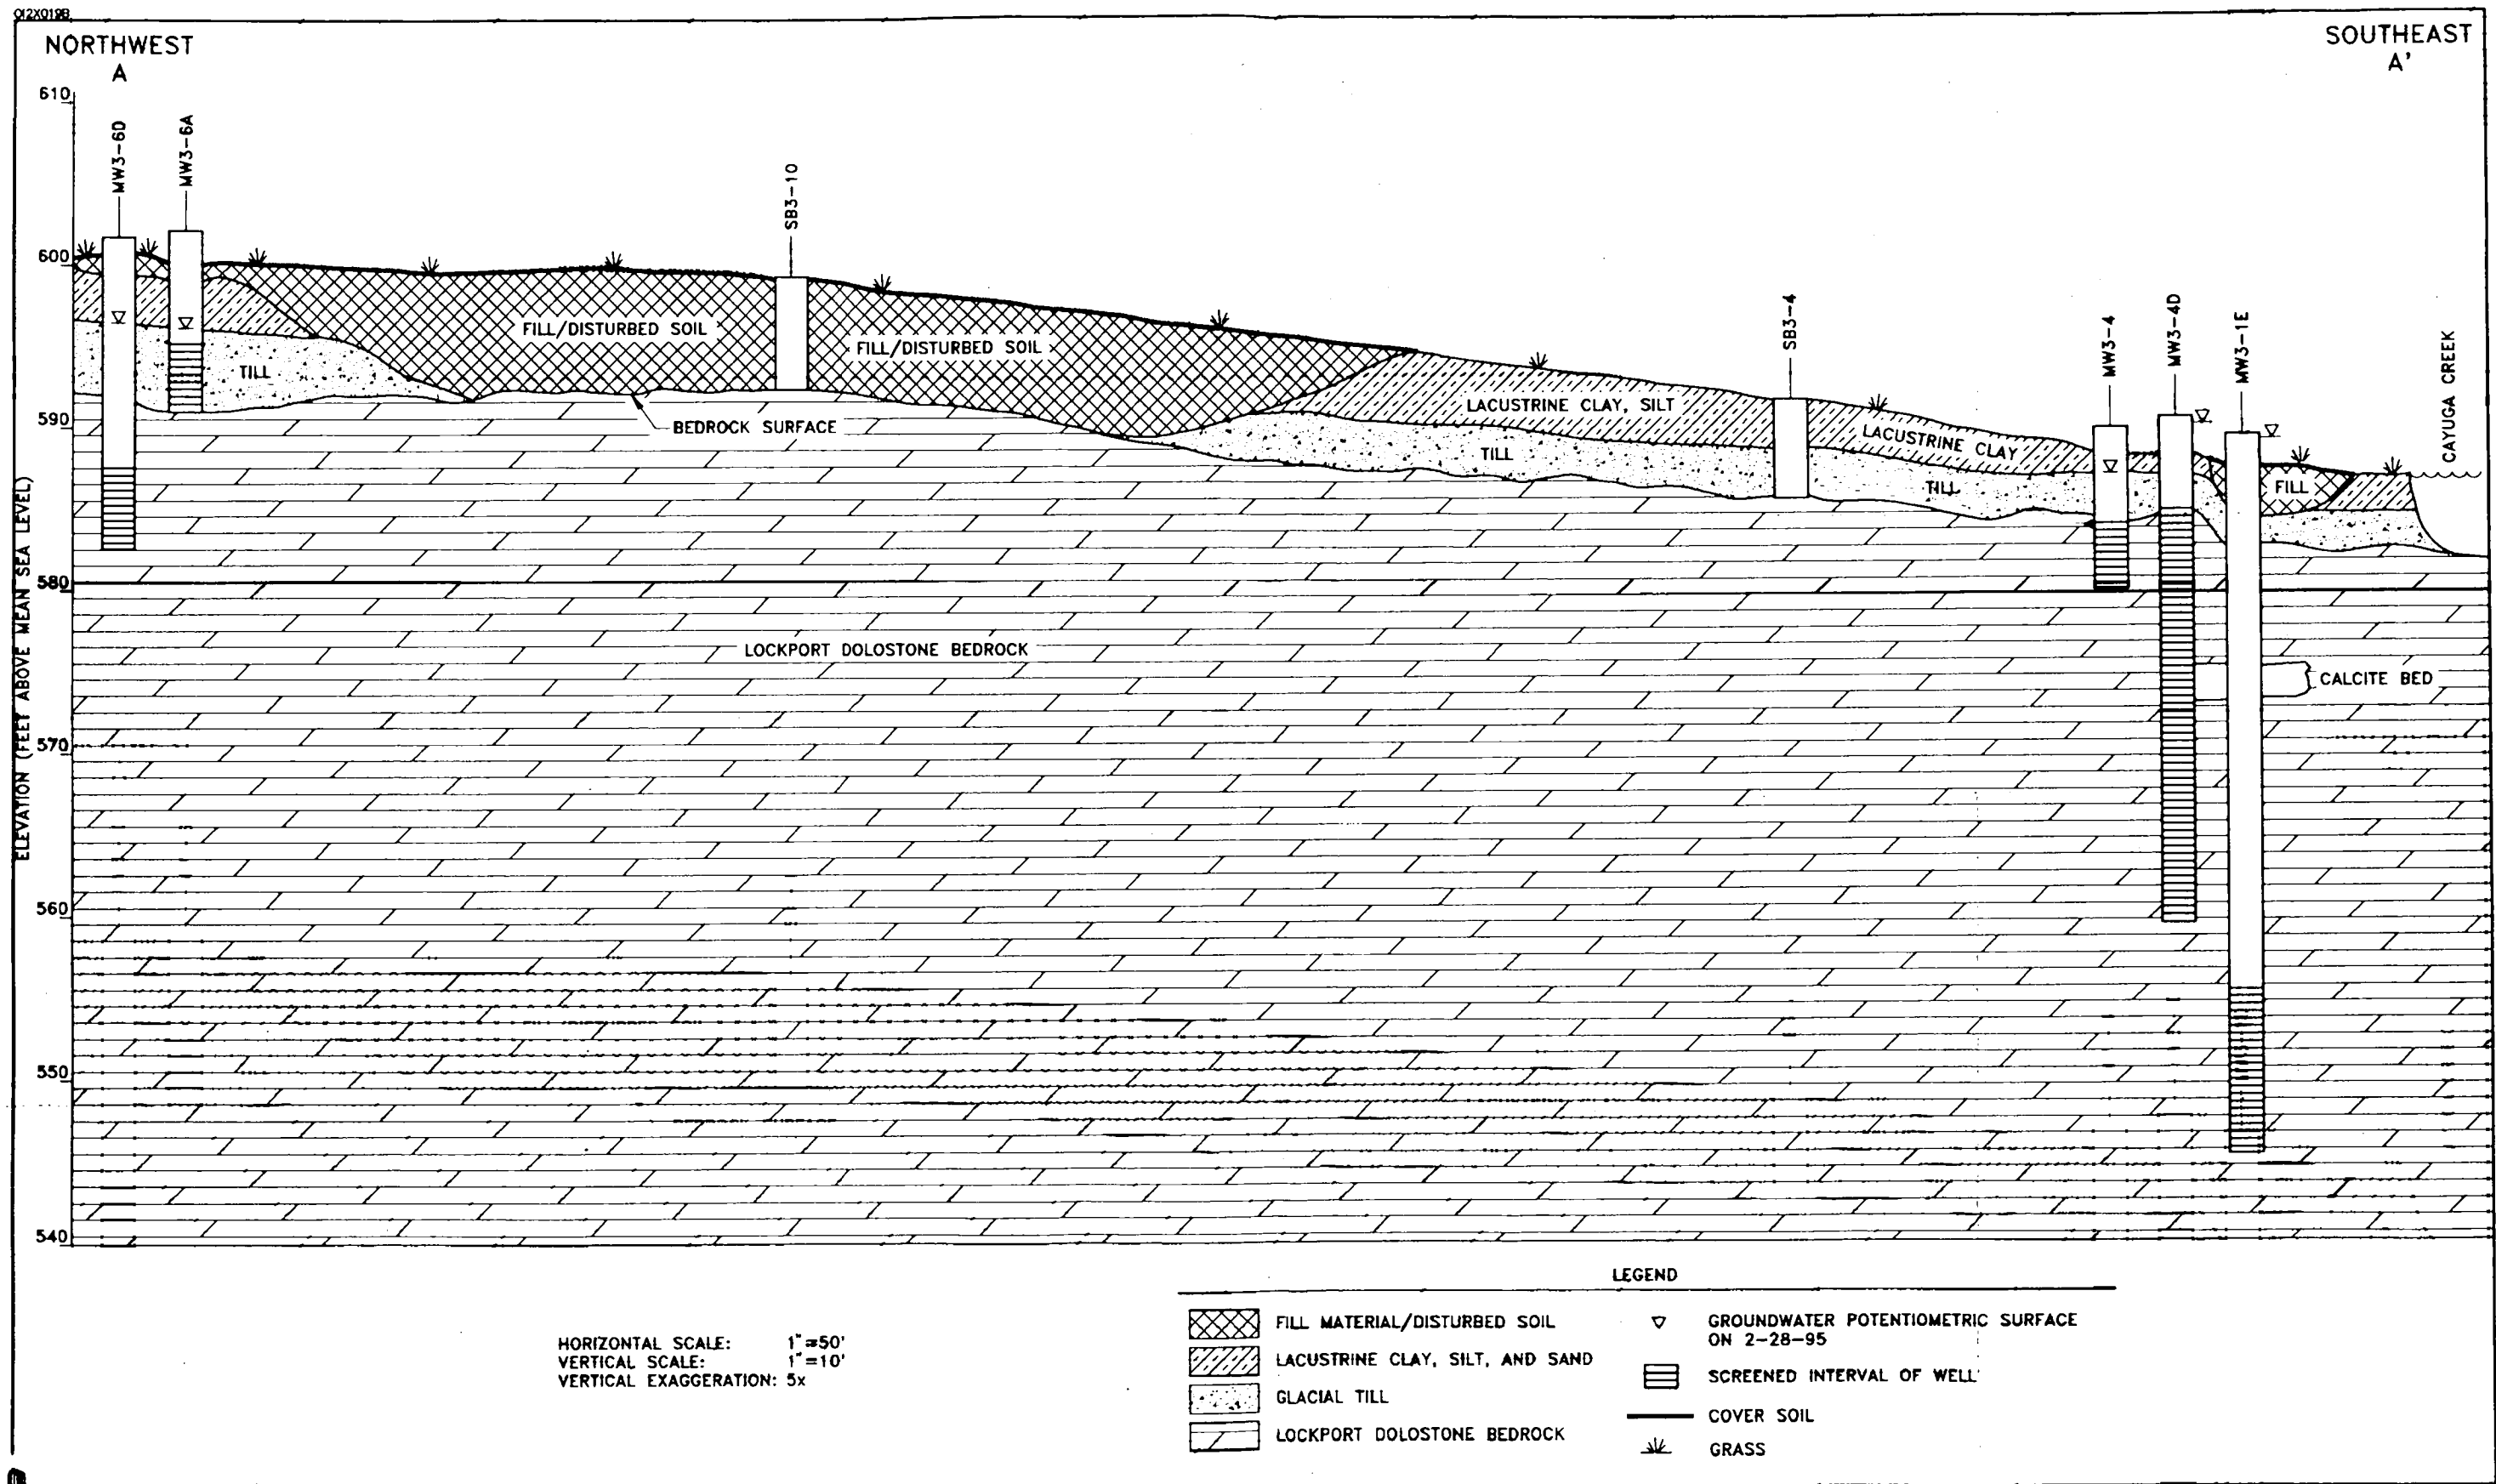 012X019B
NORTHWEST
A
SOUTHEAST
A'
610
600
590
580
570
560
550
540
ELEVATION (FEET ABOVE MEAN SEA LEVEL)
MW3-6D
MW3-6A
SB3-10
SB3-4
MW3-4
MW3-4D
MW3-1E
CAYUGA CREEK
FILL/DISTURBED SOIL
FILL/DISTURBED SOIL
TILL
BEDROCK SURFACE
LACUSTRINE CLAY, SILT
LACUSTRINE CLAY
TILL
TILL
FILL
LOCKPORT DOLOSTONE BEDROCK
CALCITE BED
HORIZONTAL SCALE: 1"=50'
VERTICAL SCALE: 1"=10'
VERTICAL EXAGGERATION: 5x
LEGEND
FILL MATERIAL/DISTURBED SOIL
LACUSTRINE CLAY, SILT, AND SAND
GLACIAL TILL
LOCKPORT DOLOSTONE BEDROCK
GROUNDWATER POTENTIOMETRIC SURFACE
ON 2-28-95
SCREENED INTERVAL OF WELL
COVER SOIL
GRASS